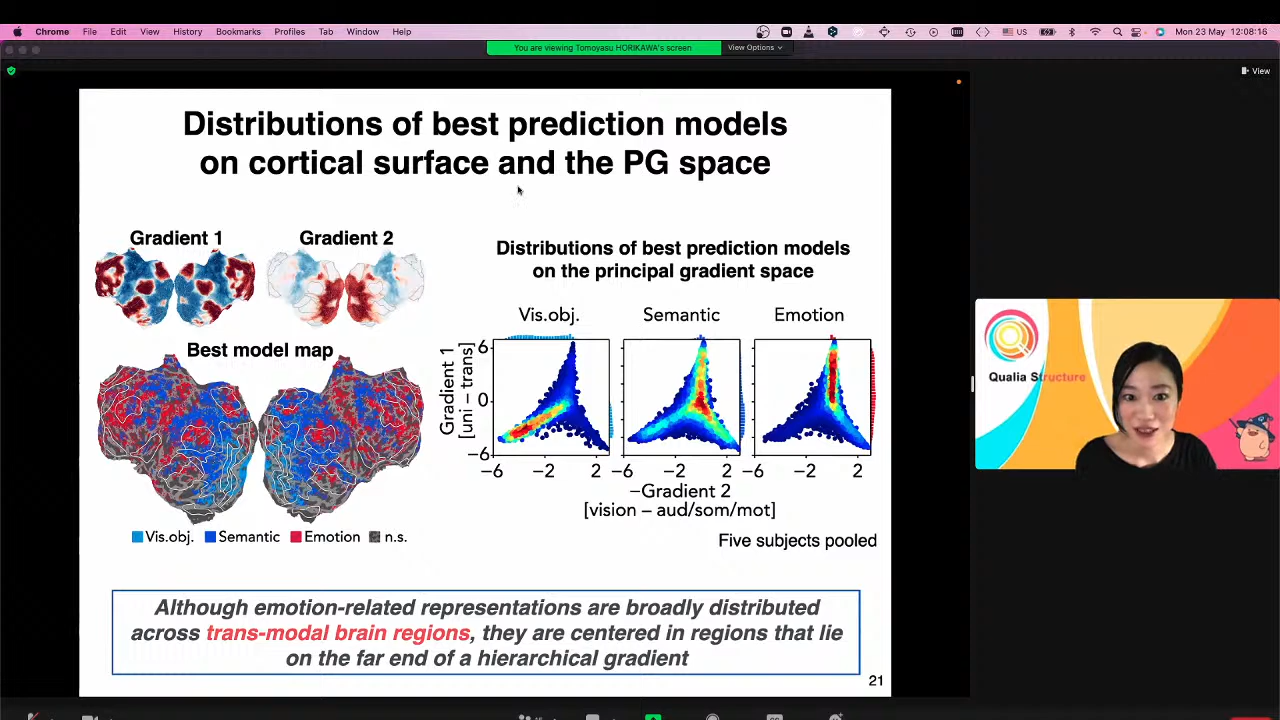 Chrome File Edit View History Bookmarks Profiles Tab Window Help US Mon 23 May 12:08:16
You are viewing Tomoyasu HORIKAWA's screen View Options
View
Distributions of best prediction models
on cortical surface and the PG space
Gradient 1 Gradient 2
Best model map
Vis.obj. Semantic Emotion n.s.
Distributions of best prediction models
on the principal gradient space
Vis.obj. Semantic Emotion
Gradient 1
[uni – trans]
6
0
−6
−6 −2 2 −6 −2 2 −6 −2 2
−Gradient 2
[vision – aud/som/mot]
Five subjects pooled
Although emotion-related representations are broadly distributed
across trans-modal brain regions, they are centered in regions that lie
on the far end of a hierarchical gradient
21
Qualia Structure